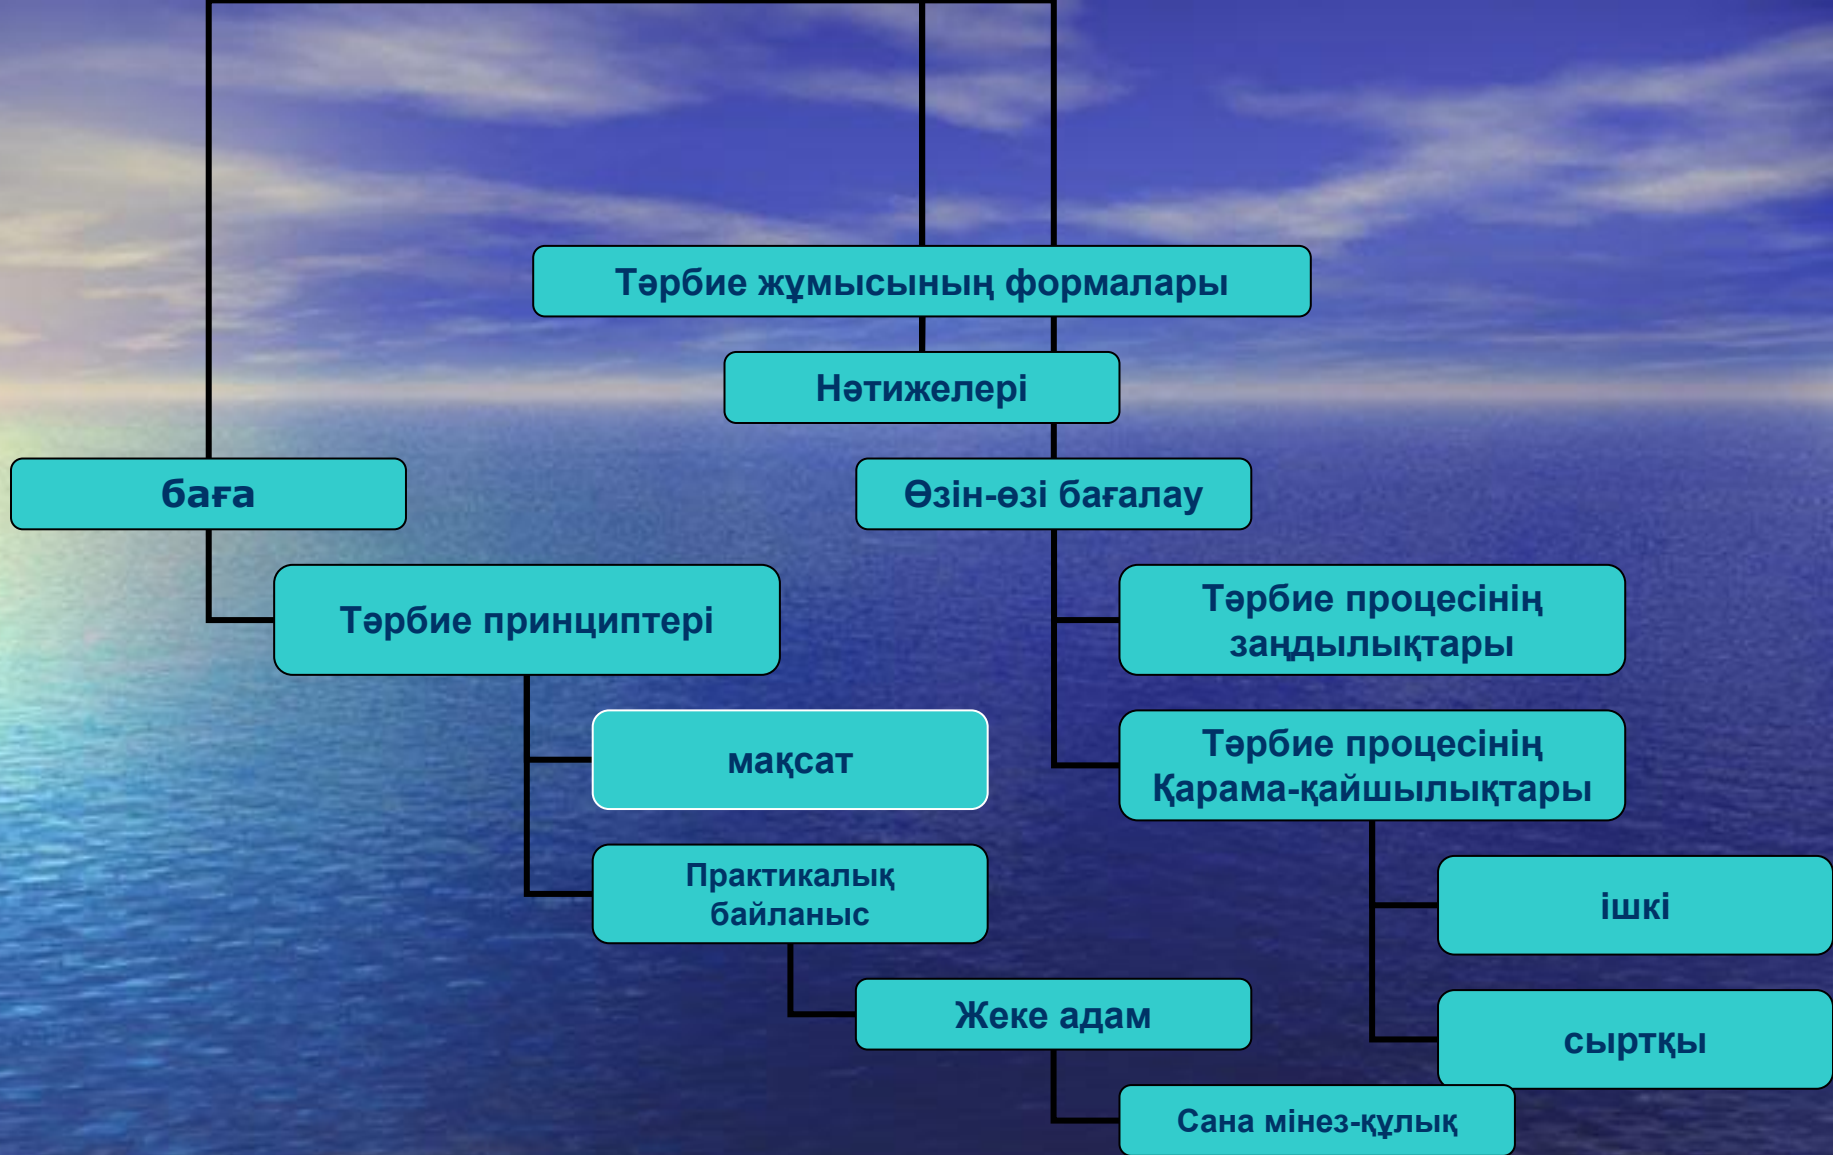 Тәрбие жұмысының формалары
Нәтижелері
баға
Өзін-өзі бағалау
Тәрбие принциптері
Тәрбие процесінің
заңдылықтары
мақсат
Тәрбие процесінің
Қарама-қайшылықтары
Практикалық
байланыс
ішкі
Жеке адам
сыртқы
Сана мінез-құлық